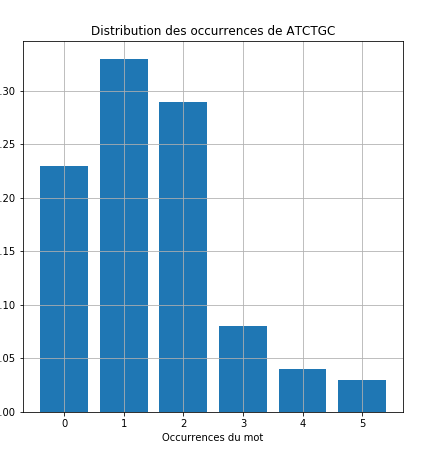 Distribution des occurrences de ATCTGC
.30
.25
.20
.15
.10
.05
.00
0 1 2 3 4 5
Occurrences du mot